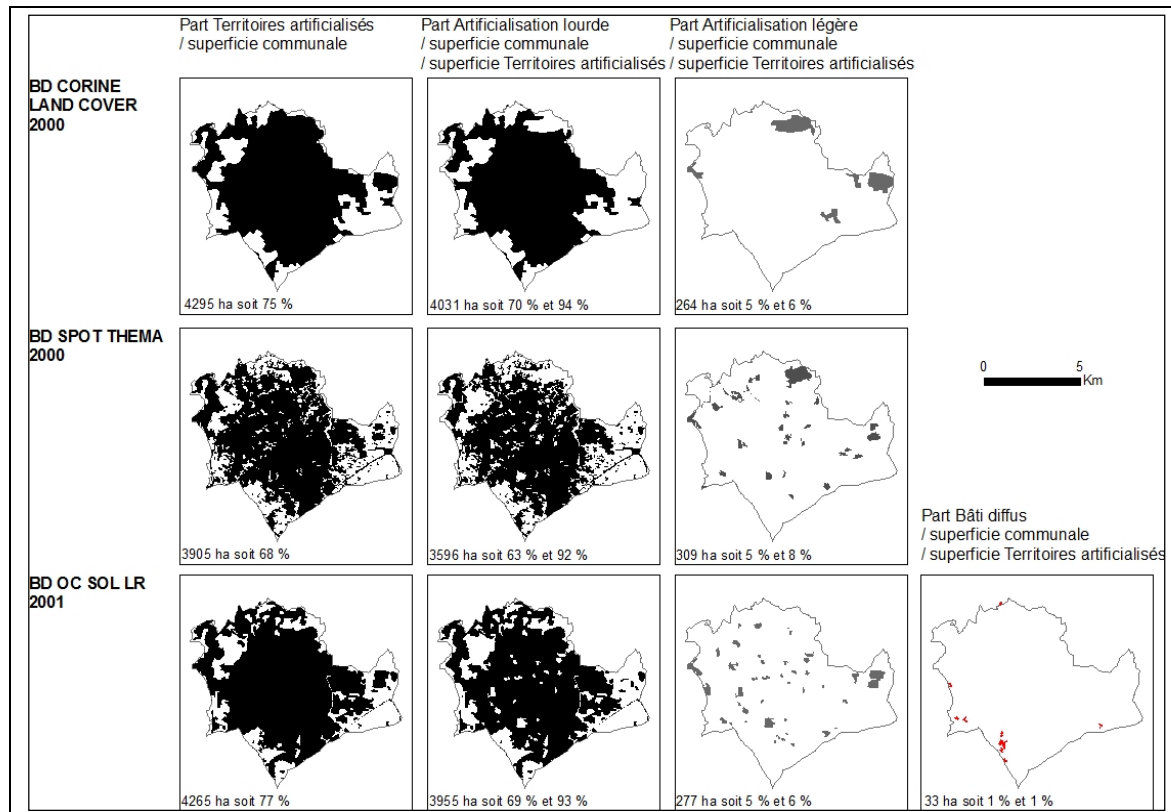 Part Territoires artificialisés
/ superficie communale
Part Artificialisation lourde
/ superficie communale
/ superficie Territoires artificialisés
Part Artificialisation légère
/ superficie communale
/ superficie Territoires artificialisés
BD CORINE
LAND COVER
2000
4295 ha soit 75 %
4031 ha soit 70 % et 94 %
264 ha soit 5 % et 6 %
BD SPOT THEMA
2000
0 5
Km
3905 ha soit 68 %
3596 ha soit 63 % et 92 %
309 ha soit 5 % et 8 %
Part Bâti diffus
/ superficie communale
/ superficie Territoires artificialisés
BD OC SOL LR
2001
4265 ha soit 77 %
3955 ha soit 69 % et 93 %
277 ha soit 5 % et 6 %
33 ha soit 1 % et 1 %